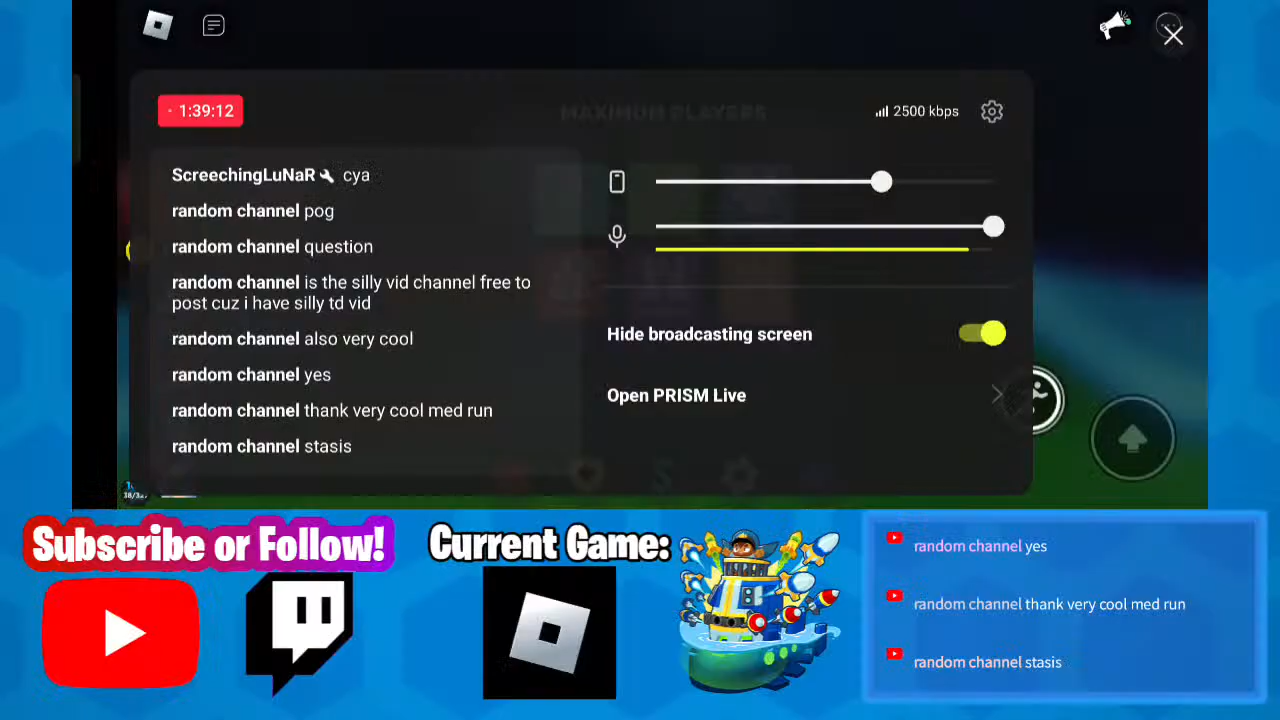 1:39:12
MAXIMUM PLAYERS
2500 kbps
ScreechingLuNaR cya
random channel pog
random channel question
random channel is the silly vid channel free to
post cuz i have silly td vid
random channel also very cool
random channel yes
random channel thank very cool med run
random channel stasis
Hide broadcasting screen
Open PRISM Live
Subscribe or Follow!
Current Game:
random channel yes
random channel thank very cool med run
random channel stasis